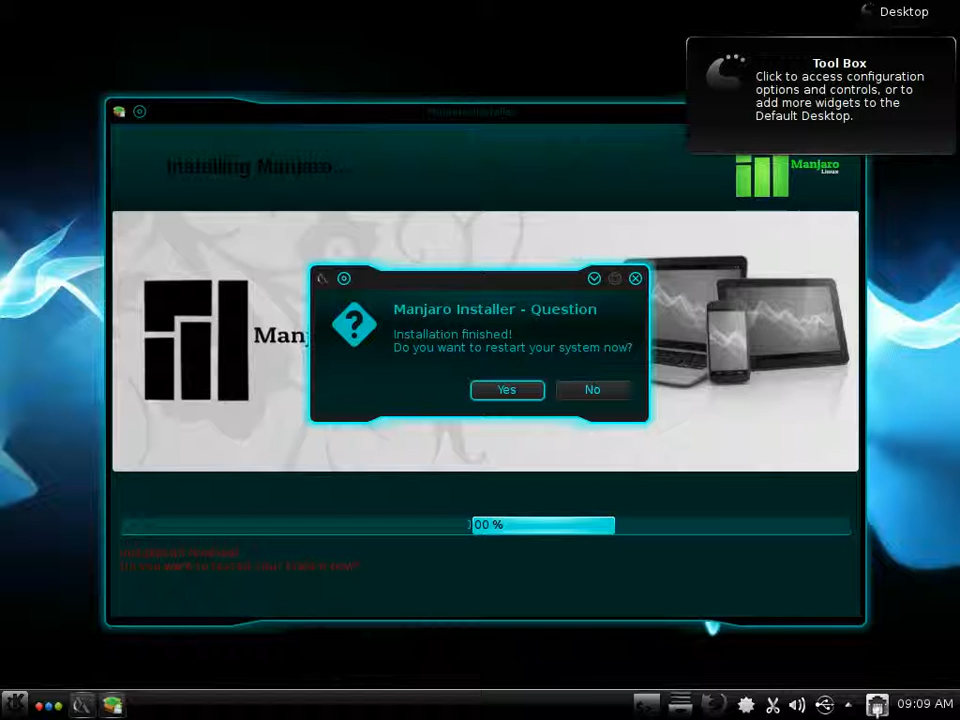 Desktop
Tool Box
Click to access configuration
options and controls, or to
add more widgets to the
Default Desktop.
Installing Manjaro...
Manjaro
Linux
Manjaro Installer - Question
Installation finished!
Do you want to restart your system now?
Yes
No
00 %
09:09 AM